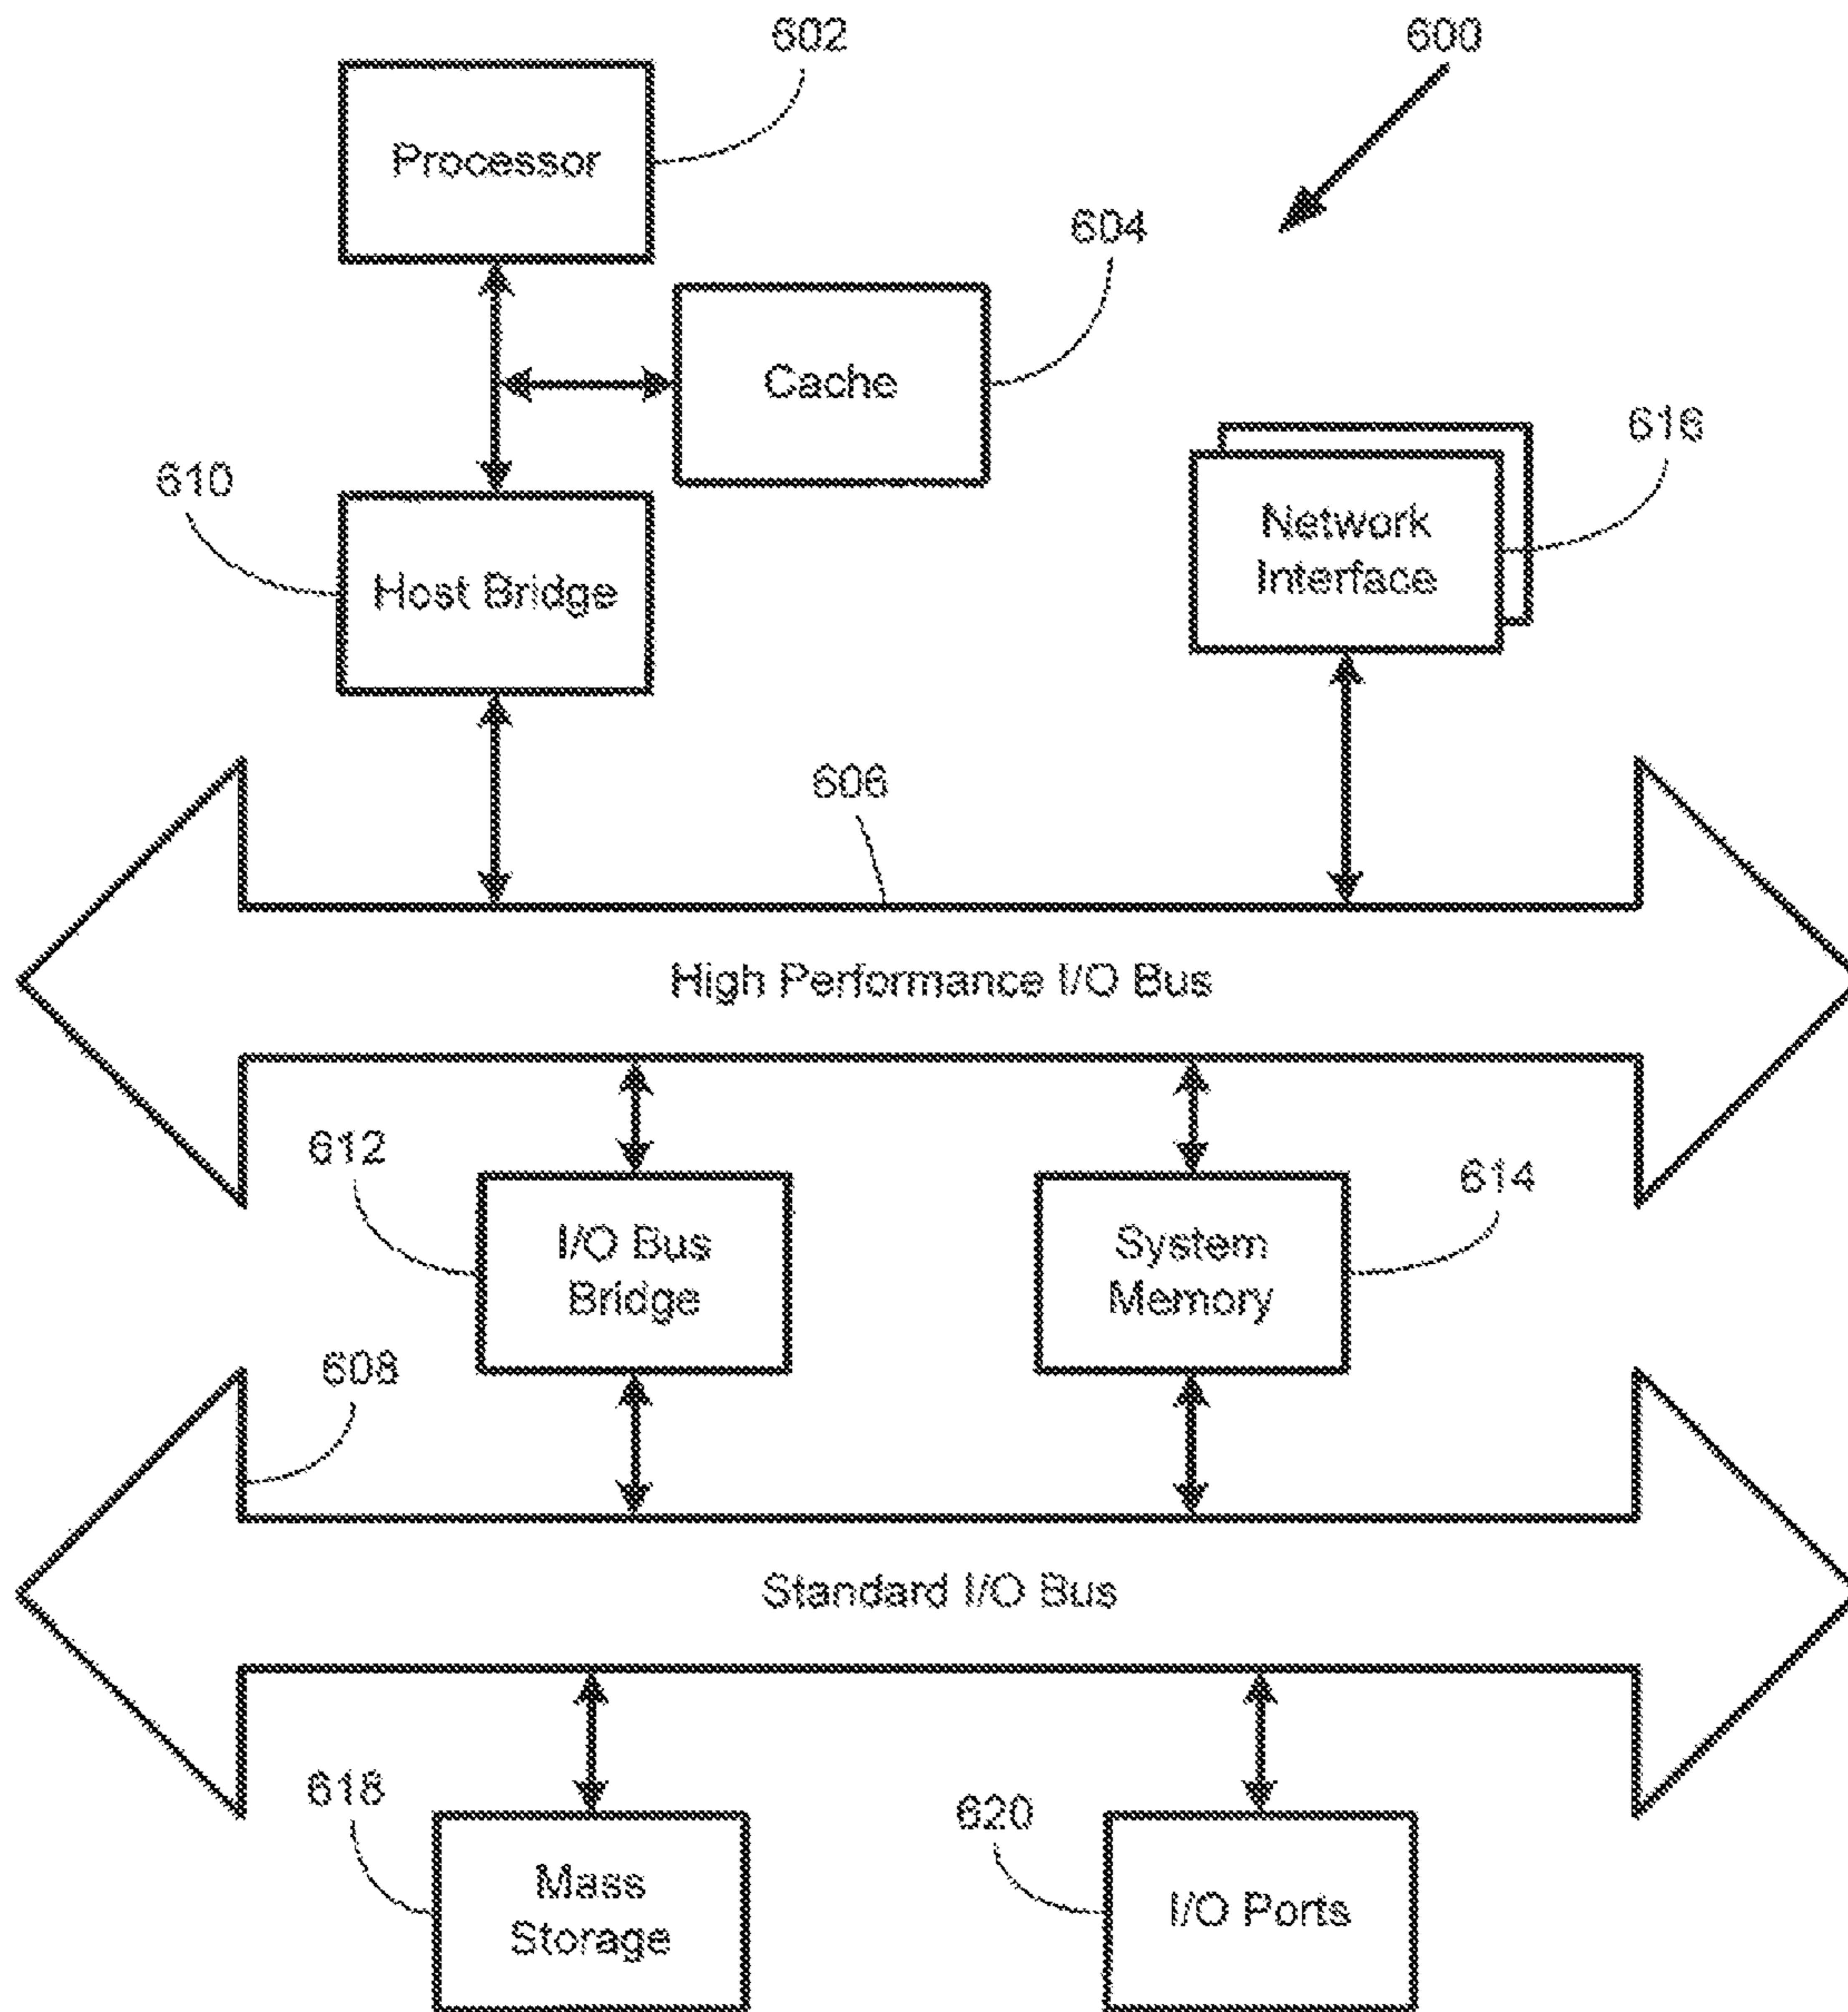 602
600
Processor
604
Cache
616
610
Network
Interface
Host Bridge
606
High Performance I/O Bus
612
614
I/O Bus
Bridge
System
Memory
608
Standard I/O Bus
618
620
Mass
Storage
I/O Ports